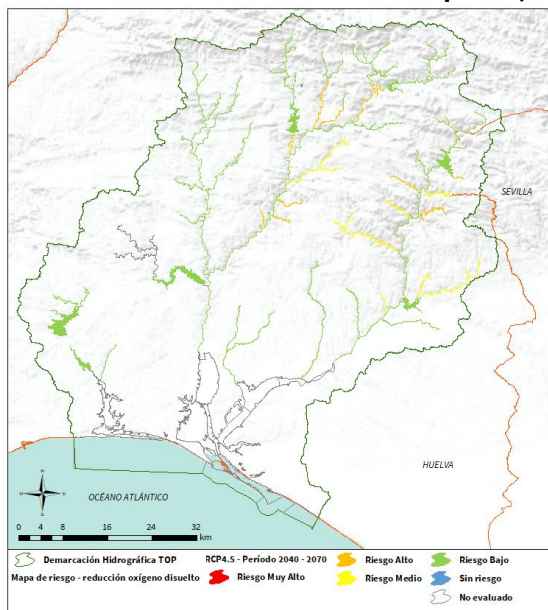 SEVILLA
HUELVA
OCÉANO ATLÁNTICO
N
W E
S
0 4 8 16 24 32
km
Demarcación Hidrográfica TOP RCP4.5 - Período 2040 - 2070 Riesgo Alto Riesgo Bajo
Mapa de riesgo - reducción oxígeno disuelto Riesgo Muy Alto Riesgo Medio Sin riesgo
No evaluado